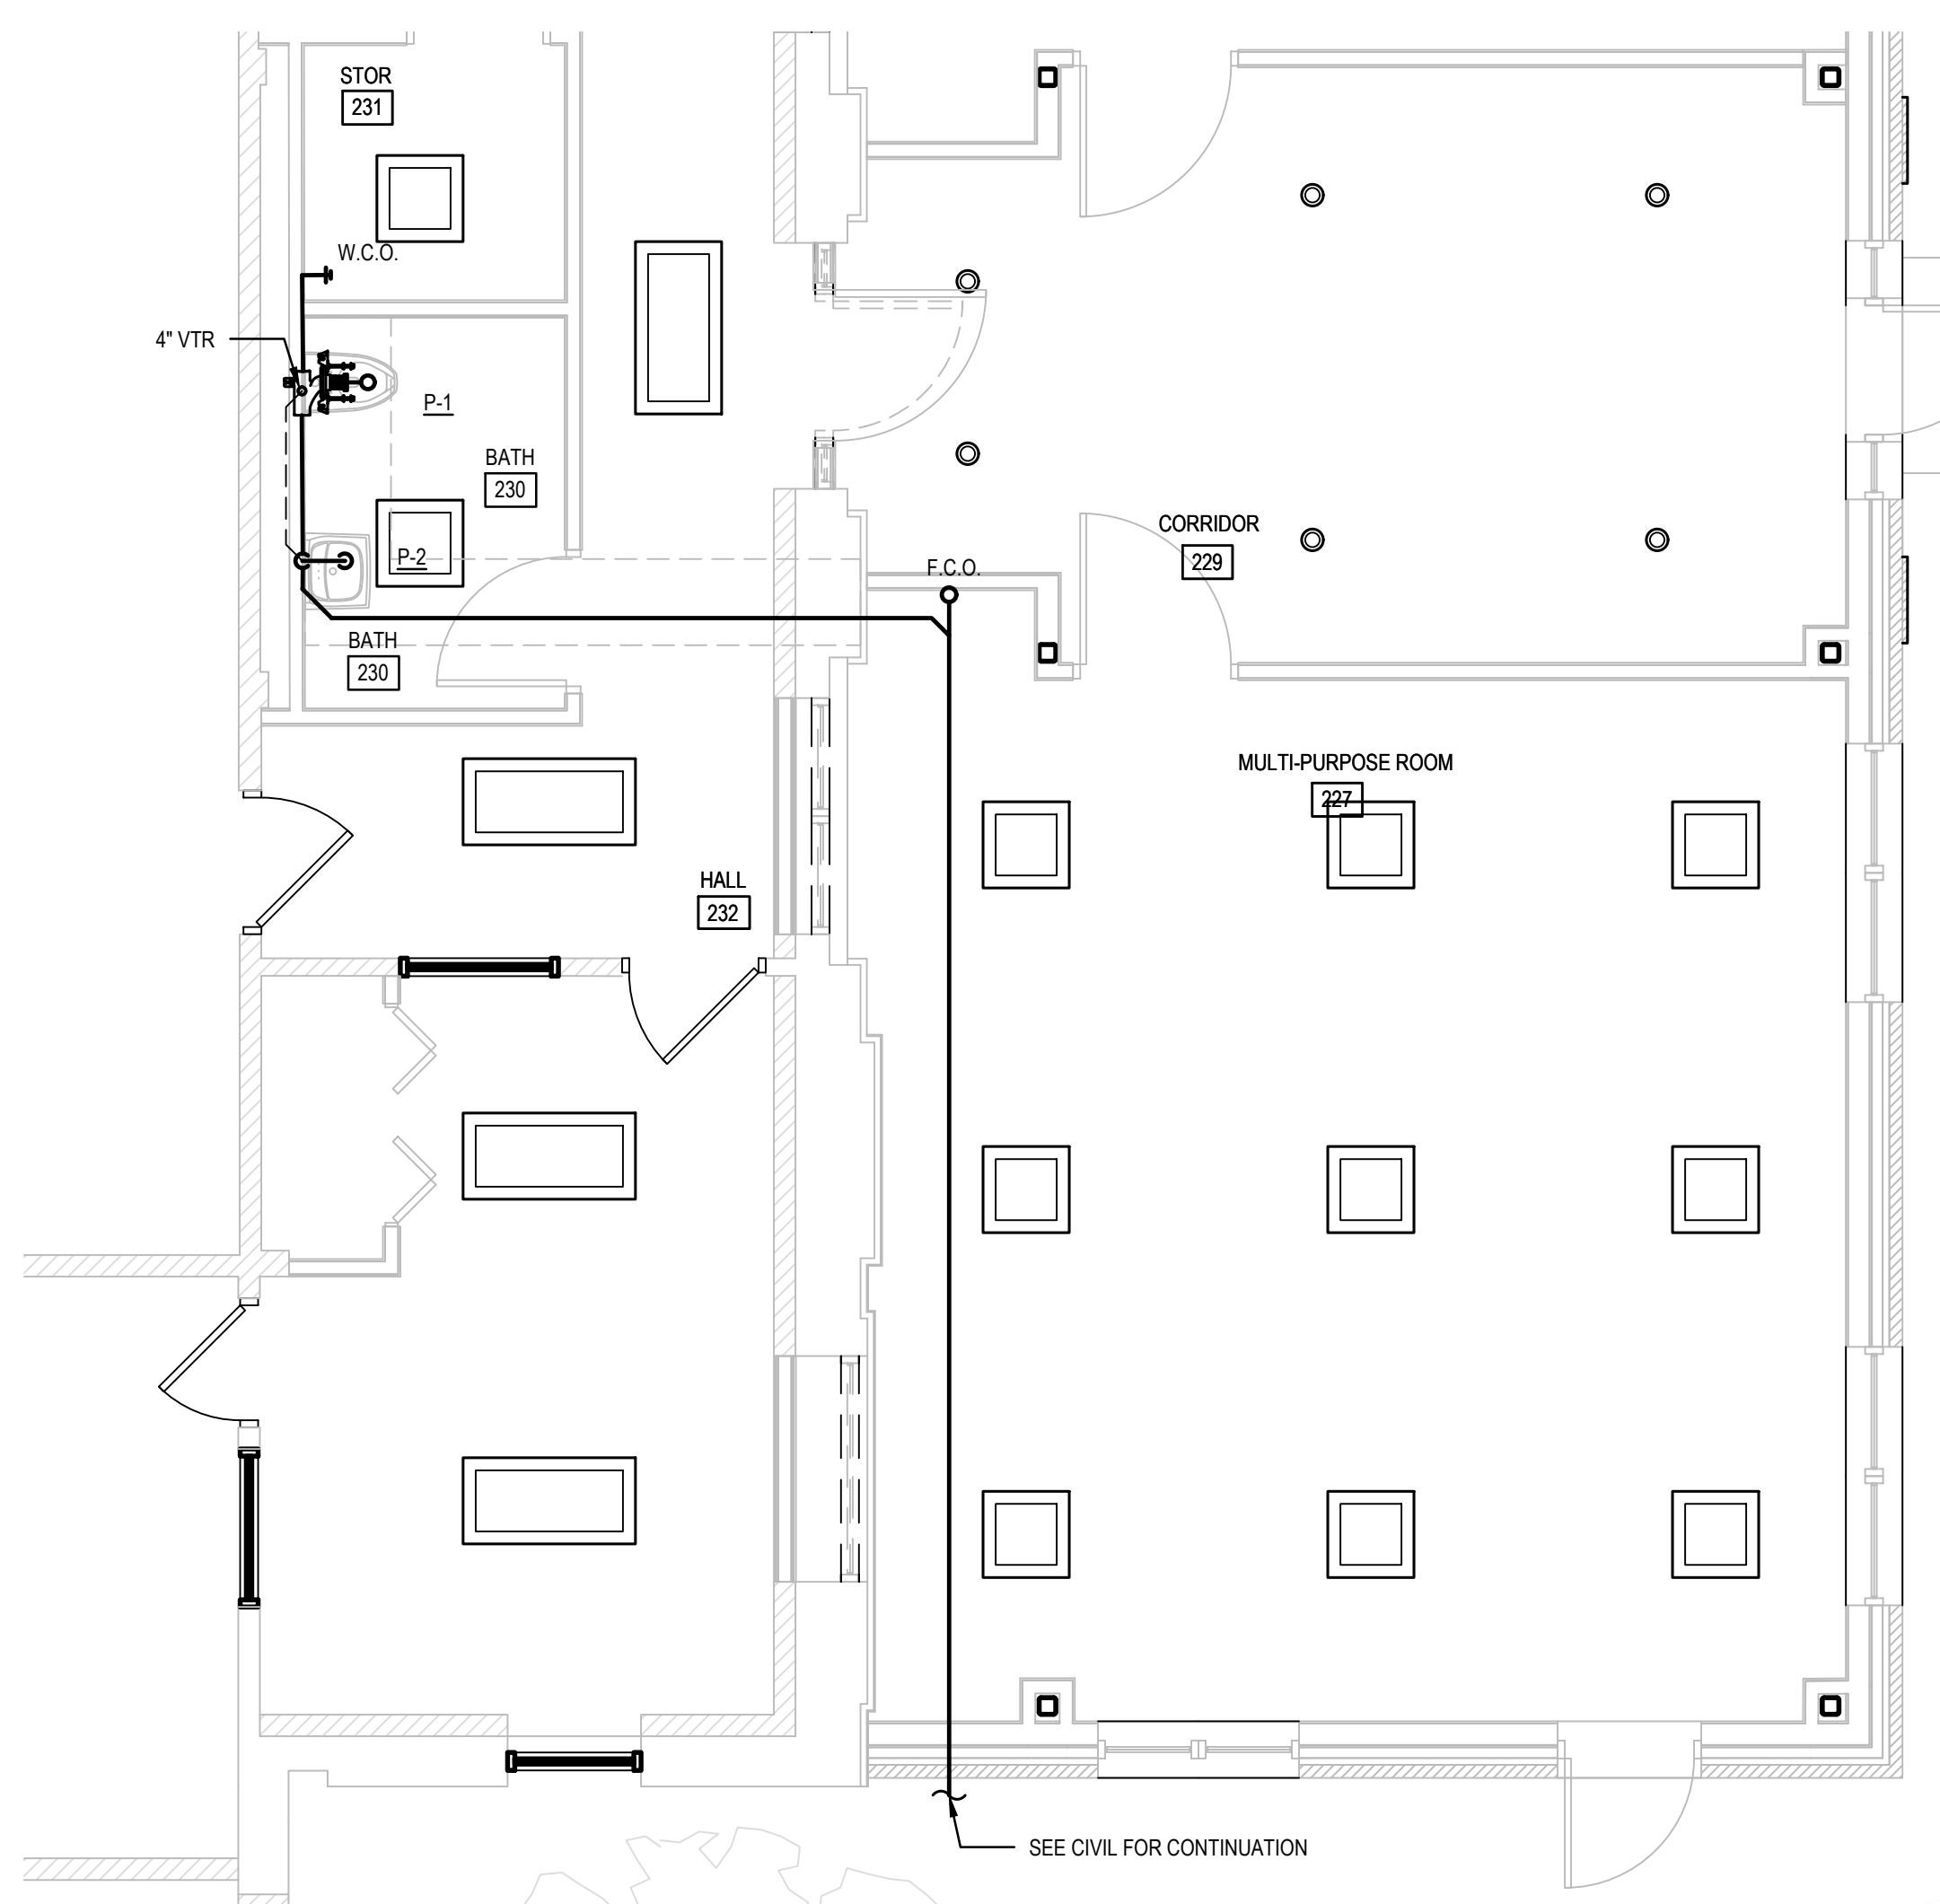 STOR
231
W.C.O.
4" VTR
P-1
BATH
230
CORRIDOR
229
P-2
F.C.O.
BATH
230
MULTI-PURPOSE ROOM
227
HALL
232
SEE CIVIL FOR CONTINUATION